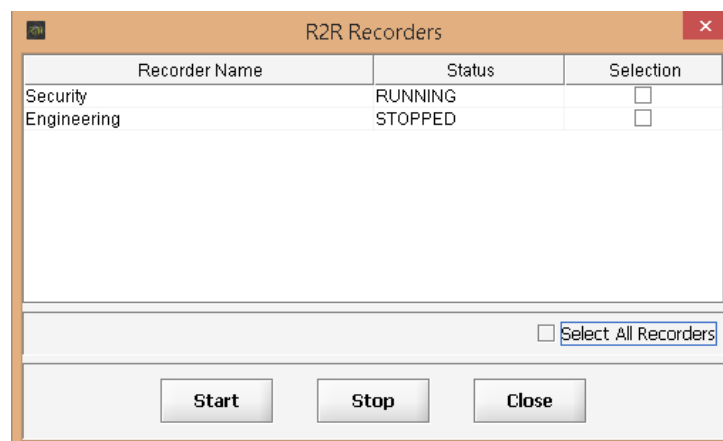 R2R Recorders
Recorder Name Status Selection
Security RUNNING
Engineering STOPPED
Select All Recorders
Start Stop Close